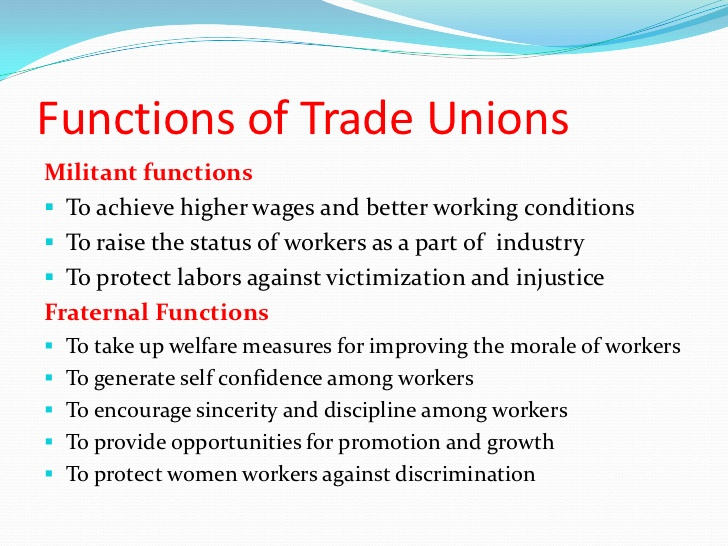 Functions of Trade Unions
Militant functions
▪ To achieve higher wages and better working conditions
▪ To raise the status of workers as a part of industry
▪ To protect labors against victimization and injustice
Fraternal Functions
▪ To take up welfare measures for improving the morale of workers
▪ To generate self confidence among workers
▪ To encourage sincerity and discipline among workers
▪ To provide opportunities for promotion and growth
▪ To protect women workers against discrimination